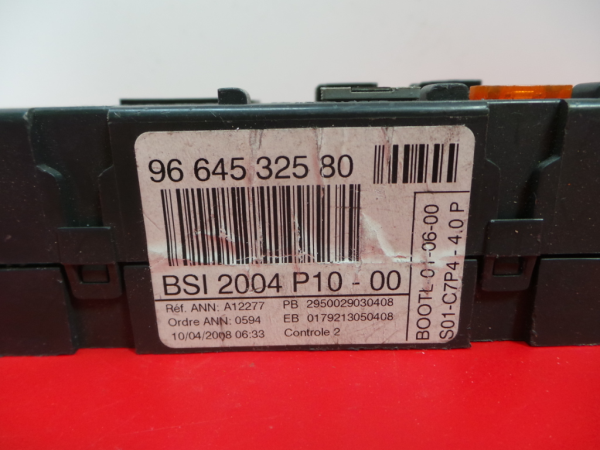 96 645 325 80
BSI 2004 P10 - 00
Réf. ANN: A12277 PB 2950029030408
Ordre ANN: 0594 EB 0179213050408
10/04/2008 06:33 Controle 2
BOOT-L 01-06-00
S01-C7P4 - 4.0 P